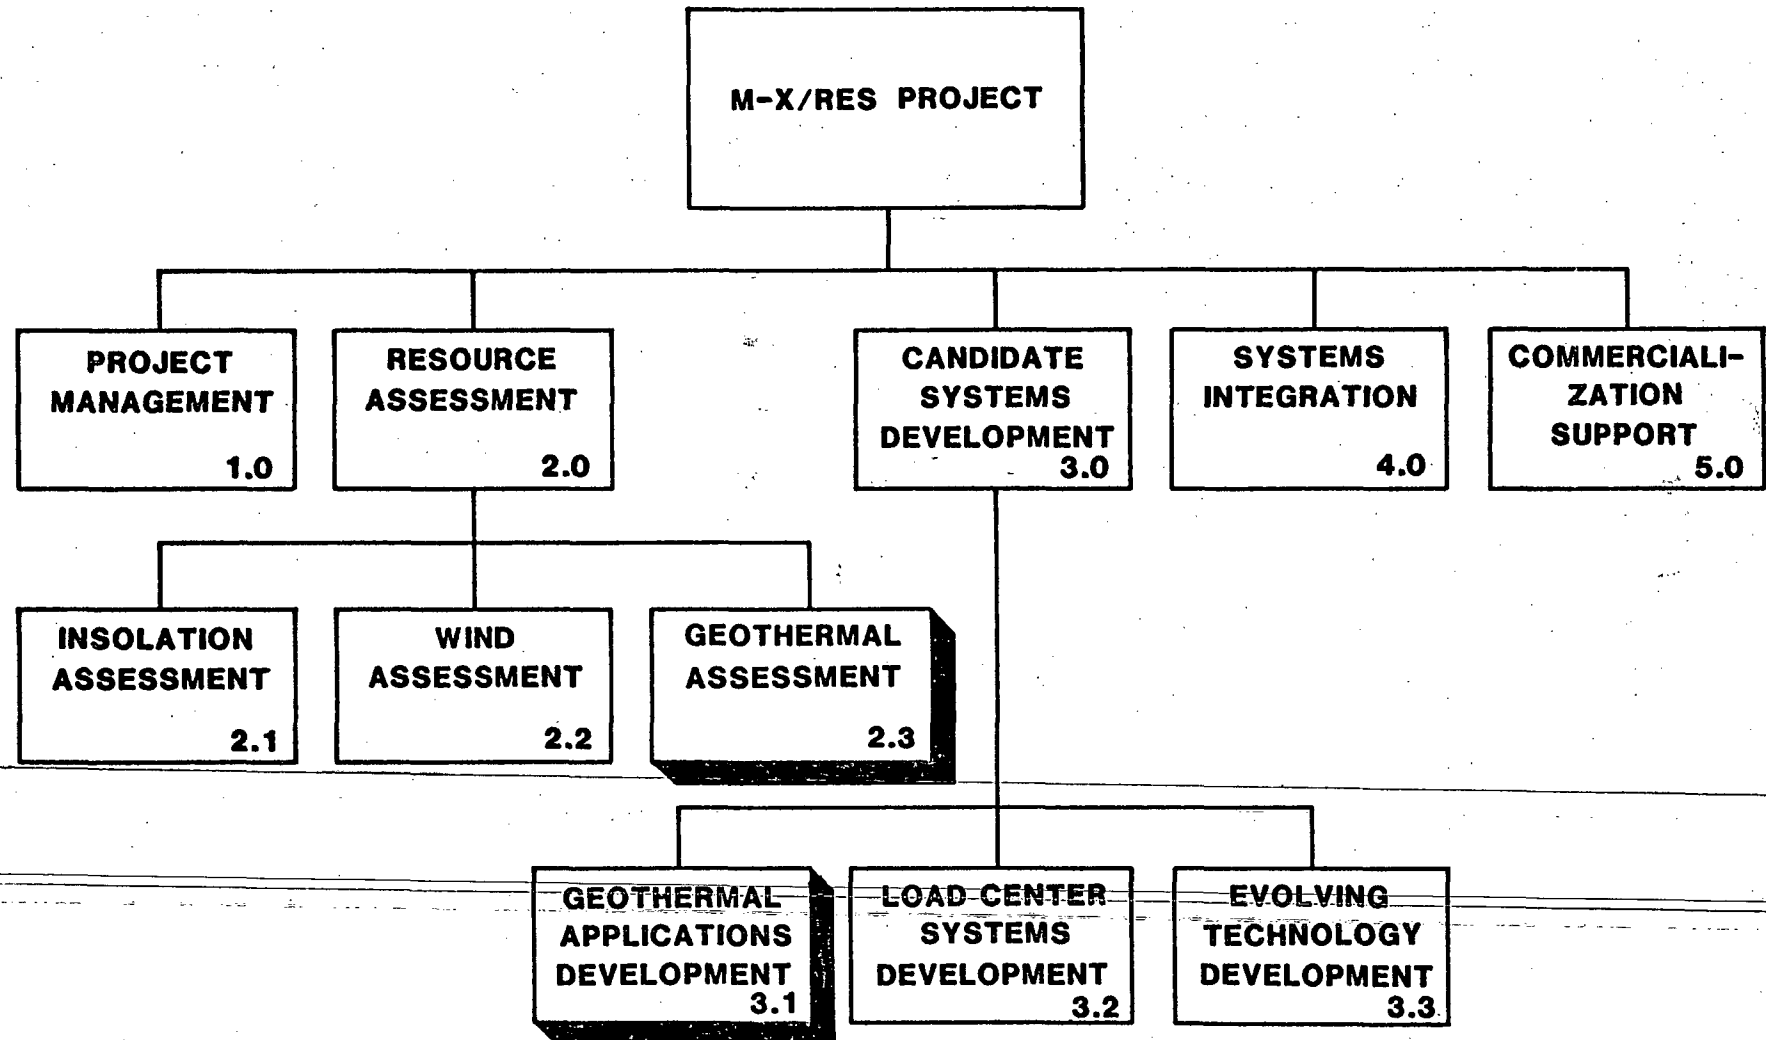 M-X/RES PROJECT
PROJECT
MANAGEMENT
1.0
RESOURCE
ASSESSMENT
2.0
CANDIDATE
SYSTEMS
DEVELOPMENT
3.0
SYSTEMS
INTEGRATION
4.0
COMMERCIALI-
ZATION
SUPPORT
5.0
INSOLATION
ASSESSMENT
2.1
WIND
ASSESSMENT
2.2
GEOTHERMAL
ASSESSMENT
2.3
GEOTHERMAL
APPLICATIONS
DEVELOPMENT
3.1
LOAD CENTER
SYSTEMS
DEVELOPMENT
3.2
EVOLVING
TECHNOLOGY
DEVELOPMENT
3.3